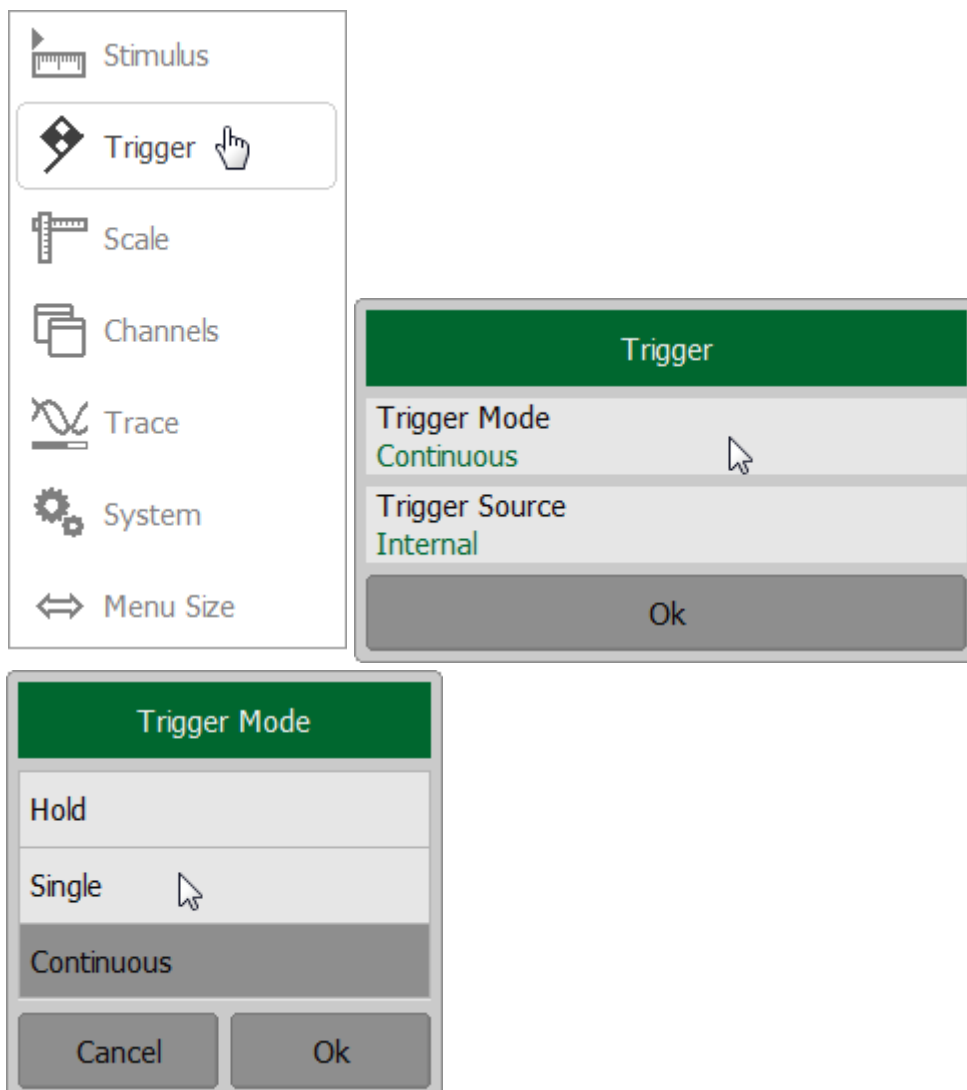 Stimulus
Trigger
Scale
Channels
Trace
System
Menu Size
Trigger
Trigger Mode
Continuous
Trigger Source
Internal
Ok
Trigger Mode
Hold
Single
Continuous
Cancel
Ok